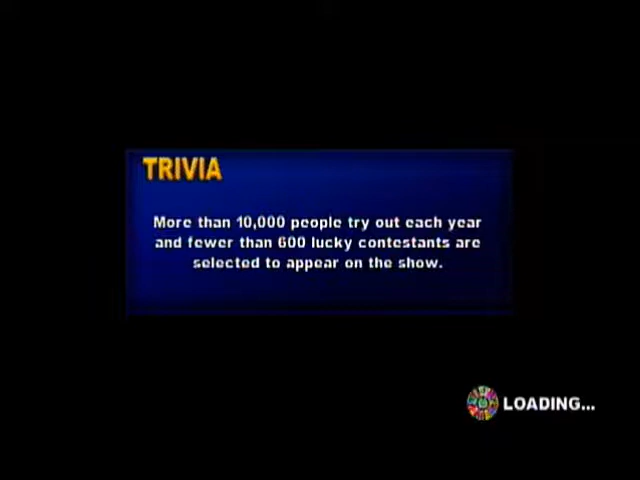 TRIVIA
More than 10,000 people try out each year
and fewer than 600 lucky contestants are
selected to appear on the show.
LOADING...